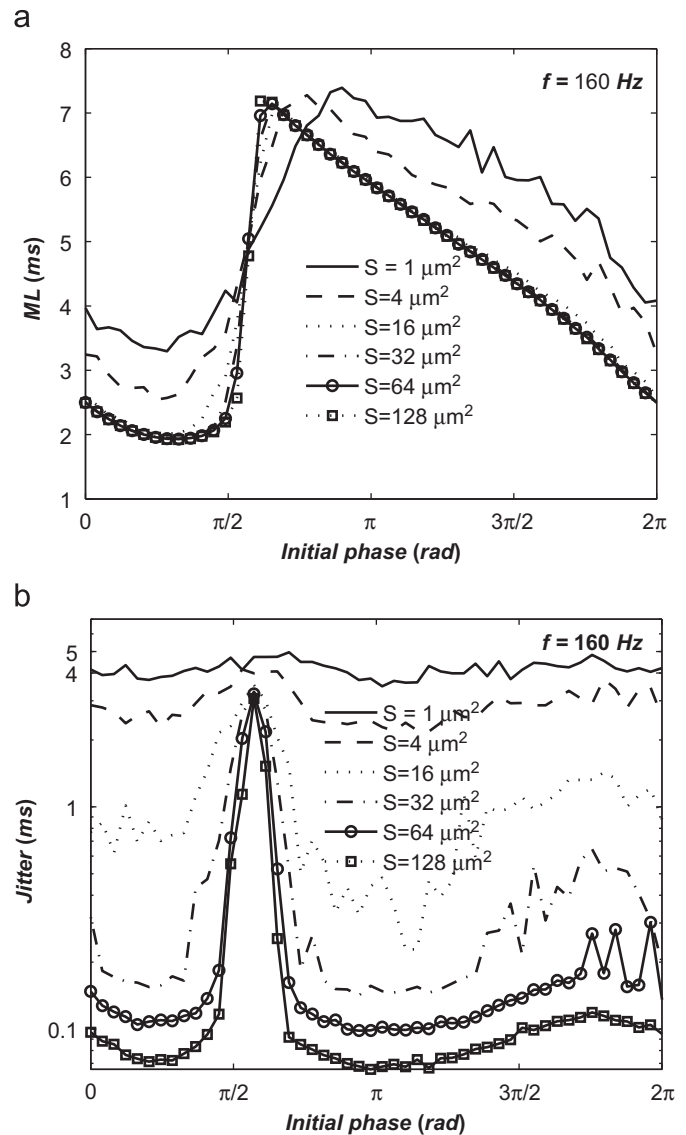 a
8
f = 160 Hz
7
6
5
4
3
2
1
ML (ms)
S = 1 μm²
S=4 μm²
S=16 μm²
S=32 μm²
S=64 μm²
S=128 μm²
0
π/2
π
3π/2
2π
Initial phase (rad)
b
5
4
1
0.1
f = 160 Hz
Jitter (ms)
S = 1 μm²
S=4 μm²
S=16 μm²
S=32 μm²
S=64 μm²
S=128 μm²
0
π/2
π
3π/2
2π
Initial phase (rad)